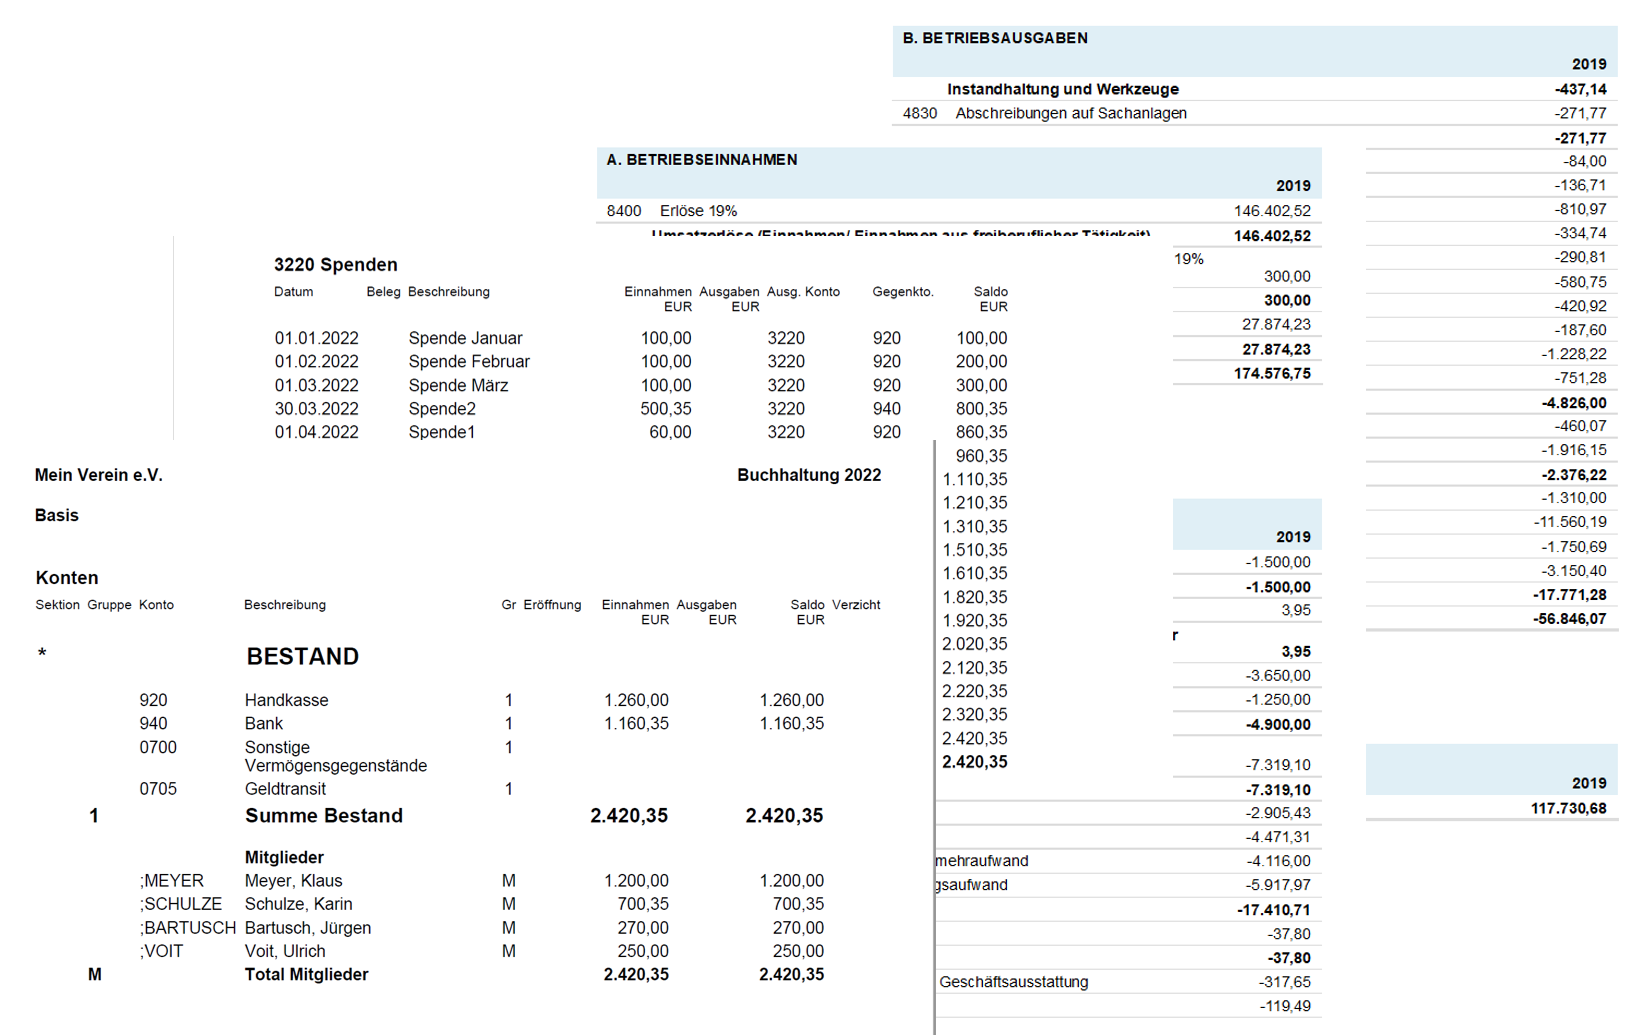 B. BETRIEBSAUSGABEN
2019
Instandhaltung und Werkzeuge -437,14
4830 Abschreibungen auf Sachanlagen -271,77
-271,77
-84,00
-136,71
-810,97
-334,74
-290,81
-580,75
-420,92
-187,60
-1.228,22
-751,28
-4.826,00
-460,07
-1.916,15
-2.376,22
-1.310,00
-11.560,19
-1.750,69
-3.150,40
-17.771,28
-56.846,07
2019
117.730,68
A. BETRIEBSEINNAHMEN
2019
8400 Erlöse 19% 146.402,52
Umsatzerlöse (Einnahmen/ Einnahmen aus freiberuflicher Tätigkeit) 146.402,52
19%
300,00
300,00
27.874,23
27.874,23
174.576,75
2019
-1.500,00
-1.500,00
3,95
r
3,95
-3.650,00
-1.250,00
-4.900,00
-7.319,10
-7.319,10
-2.905,43
-4.471,31
mehraufwand -4.116,00
gsaufwand -5.917,97
-17.410,71
-37,80
-37,80
Geschäftsausstattung -317,65
-119,49
3220 Spenden
Datum Beleg Beschreibung Einnahmen Ausgaben Ausg. Konto Gegenkto. Saldo
EUR EUR EUR
01.01.2022 Spende Januar 100,00 3220 920 100,00
01.02.2022 Spende Februar 100,00 3220 920 200,00
01.03.2022 Spende März 100,00 3220 920 300,00
30.03.2022 Spende2 500,35 3220 940 800,35
01.04.2022 Spende1 60,00 3220 920 860,35
960,35
1.110,35
1.210,35
1.310,35
1.510,35
1.610,35
1.820,35
1.920,35
2.020,35
2.120,35
2.220,35
2.320,35
2.420,35
2.420,35
Mein Verein e.V. Buchhaltung 2022
Basis
Konten
Sektion Gruppe Konto Beschreibung Gr Eröffnung Einnahmen Ausgaben Saldo Verzicht
EUR EUR EUR
* BESTAND
920 Handkasse 1 1.260,00 1.260,00
940 Bank 1 1.160,35 1.160,35
0700 Sonstige 1
Vermögensgegenstände
0705 Geldtransit 1
1 Summe Bestand 2.420,35 2.420,35
Mitglieder
;MEYER Meyer, Klaus M 1.200,00 1.200,00
;SCHULZE Schulze, Karin M 700,35 700,35
;BARTUSCH Bartusch, Jürgen M 270,00 270,00
;VOIT Voit, Ulrich M 250,00 250,00
M Total Mitglieder 2.420,35 2.420,35